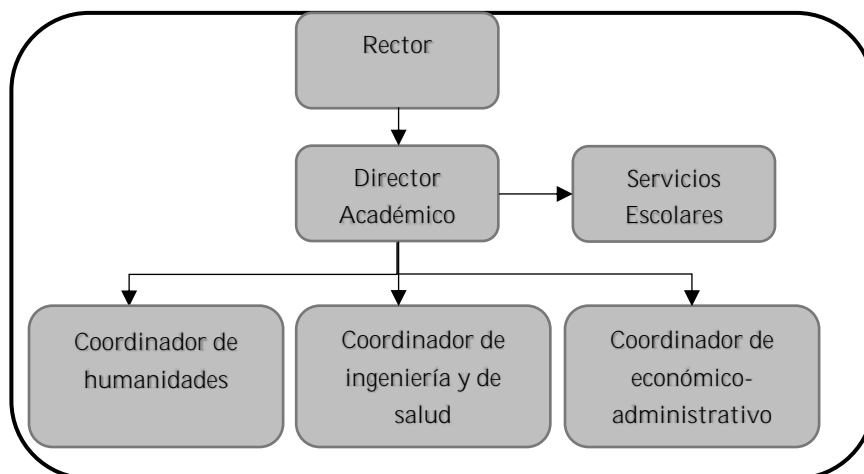 Rector
Director
Académico
Servicios
Escolares
Coordinador de
humanidades
Coordinador de
ingeniería y de
salud
Coordinador de
económico-
administrativo